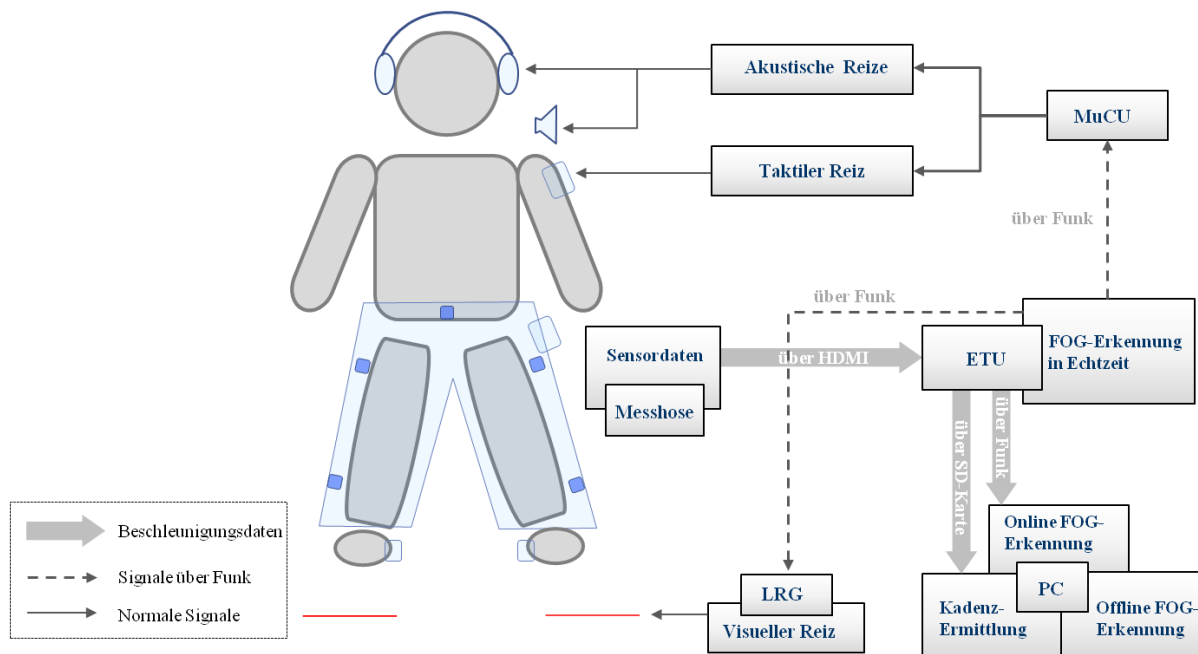 Akustische Reize
MuCU
Taktiler Reiz
über Funk
über Funk
Sensordaten
Messhose
über HDMI
ETU
FOG-Erkennung
in Echtzeit
über SD-Karte
über Funk
Online FOG-
Erkennung
PC
Kadenz-
Ermittlung
Offline FOG-
Erkennung
LRG
Visueller Reiz
Beschleunigungsdaten
Signale über Funk
Normale Signale